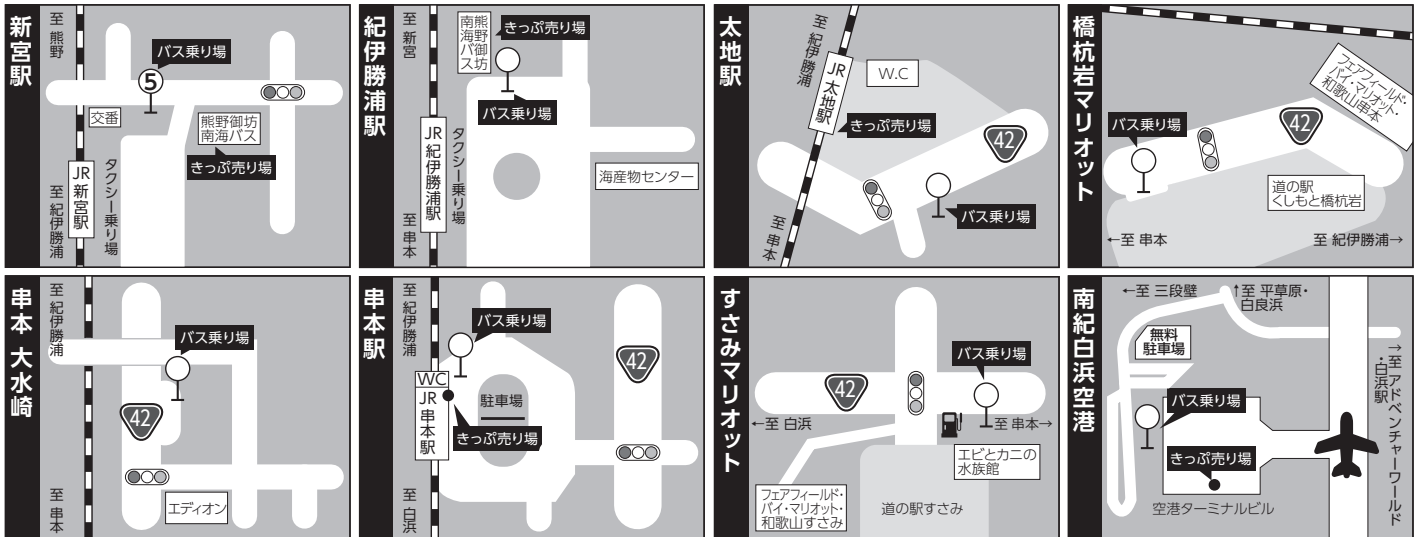 新宮駅
至 熊野
バス乗り場
5
交番
熊野御坊
南海バス
きっぷ売り場
JR 新宮駅
タクシー乗り場
至 紀伊勝浦
紀伊勝浦駅
至 新宮
熊野御坊
南海バス
きっぷ売り場
バス乗り場
JR 紀伊勝浦駅
タクシー乗り場
海産物センター
至 串本
太地駅
至 紀伊勝浦
JR 太地駅
W.C
きっぷ売り場
42
バス乗り場
至 串本
橋杭岩マリオット
フェアフィールド・
バイ・マリオット・
和歌山串本
バス乗り場
42
道の駅
くしもと橋杭岩
←至 串本
至 紀伊勝浦→
串本 大水崎
至 紀伊勝浦
バス乗り場
42
エディオン
至 串本
串本駅
至 紀伊勝浦
バス乗り場
42
WC
JR 串本駅
駐車場
きっぷ売り場
至 白浜
すさみマリオット
バス乗り場
42
←至 白浜
至 串本→
エビとカニの
水族館
フェアフィールド・
バイ・マリオット・
和歌山すさみ
道の駅すさみ
南紀白浜空港
←至 三段壁
↑至 平草原・
白良浜
無料
駐車場
→至 アドベンチャーワールド
・白浜駅
バス乗り場
きっぷ売り場
空港ターミナルビル